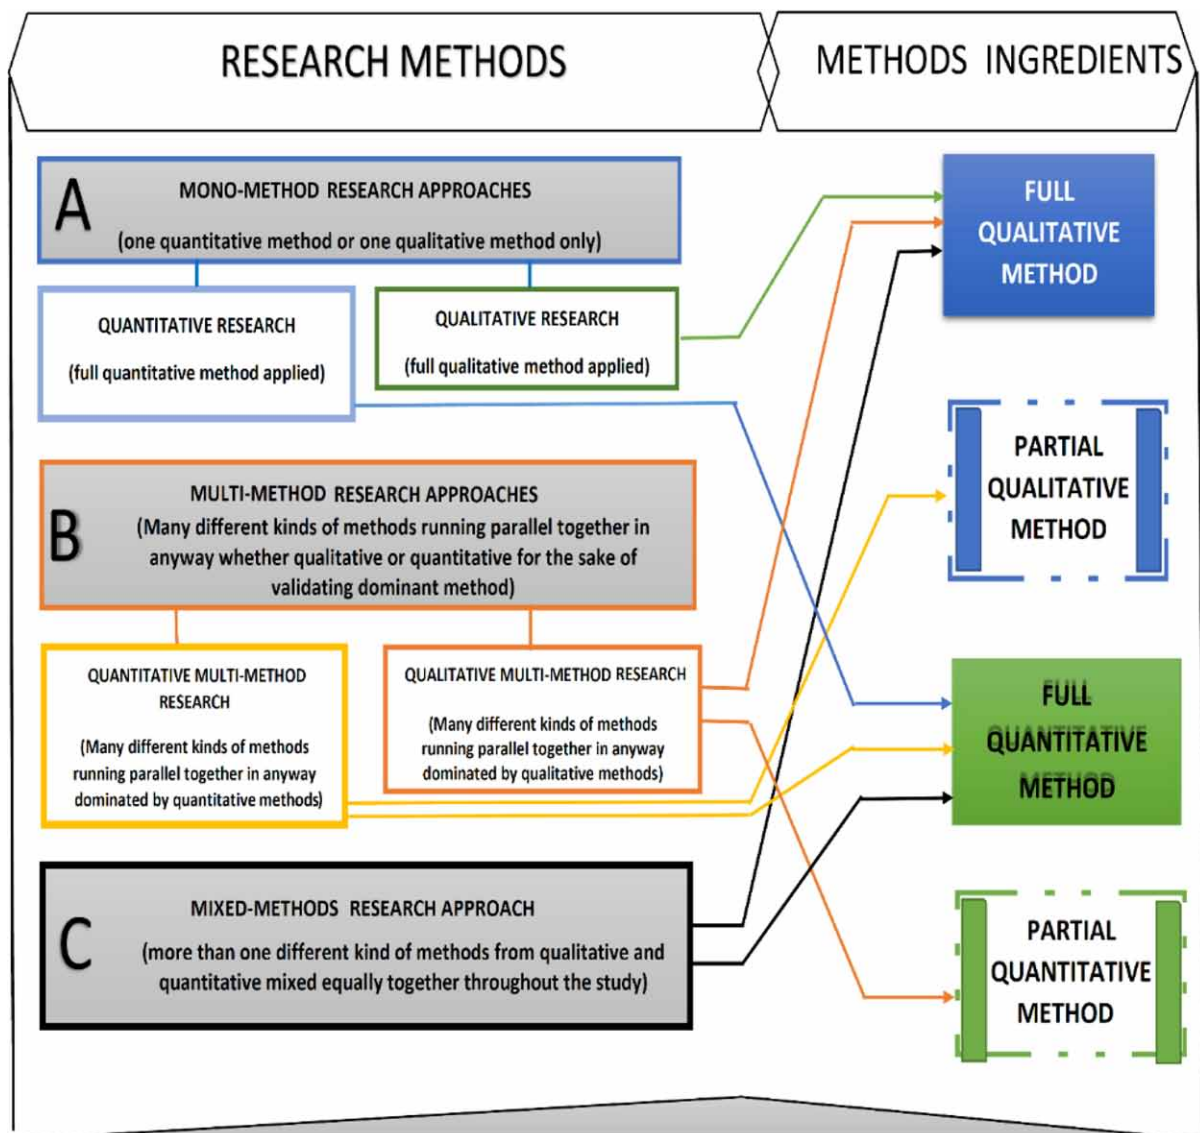 RESEARCH METHODS
METHODS INGREDIENTS
A
MONO-METHOD RESEARCH APPROACHES
(one quantitative method or one qualitative method only)
QUANTITATIVE RESEARCH
(full quantitative method applied)
QUALITATIVE RESEARCH
(full qualitative method applied)
B
MULTI-METHOD RESEARCH APPROACHES
(Many different kinds of methods running parallel together in
anyway whether qualitative or quantitative for the sake of
validating dominant method)
QUANTITATIVE MULTI-METHOD
RESEARCH
(Many different kinds of methods
running parallel together in anyway
dominated by quantitative methods)
QUALITATIVE MULTI-METHOD RESEARCH
(Many different kinds of methods
running parallel together in anyway
dominated by qualitative methods)
C
MIXED-METHODS RESEARCH APPROACH
(more than one different kind of methods from qualitative and
quantitative mixed equally together throughout the study)
FULL
QUALITATIVE
METHOD
PARTIAL
QUALITATIVE
METHOD
FULL
QUANTITATIVE
METHOD
PARTIAL
QUANTITATIVE
METHOD